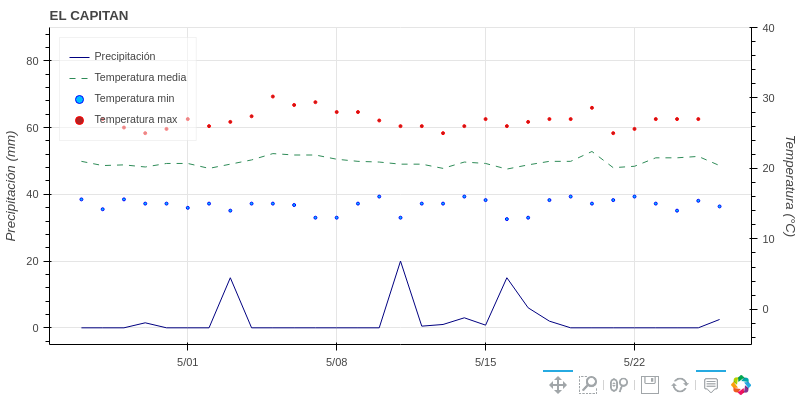 EL CAPITAN
Precipitación
Temperatura media
Temperatura min
Temperatura max
Precipitación (mm)
80
60
40
20
0
Temperatura (°C)
40
30
20
10
0
5/01
5/08
5/15
5/22